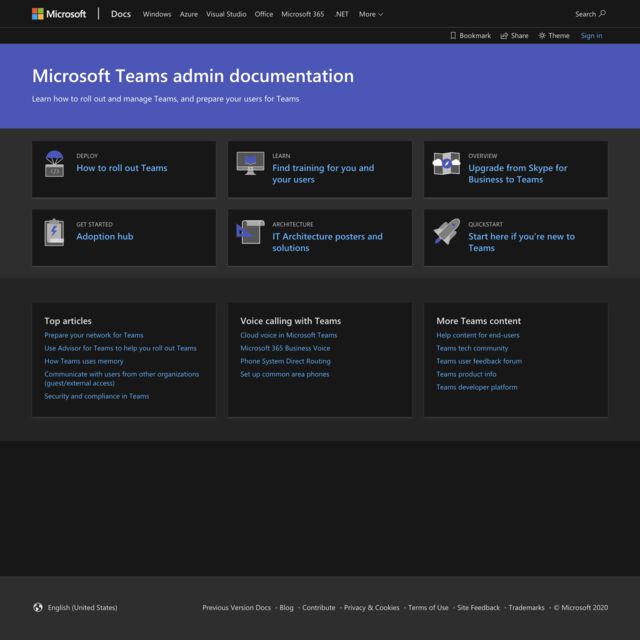 Microsoft | Docs Windows Azure Visual Studio Office Microsoft 365 .NET More Search
Bookmark Share Theme Sign in
Microsoft Teams admin documentation
Learn how to roll out and manage Teams, and prepare your users for Teams
DEPLOY
How to roll out Teams
LEARN
Find training for you and
your users
OVERVIEW
Upgrade from Skype for
Business to Teams
GET STARTED
Adoption hub
ARCHITECTURE
IT Architecture posters and
solutions
QUICKSTART
Start here if you're new to
Teams
Top articles
Prepare your network for Teams
Use Advisor for Teams to help you roll out Teams
How Teams uses memory
Communicate with users from other organizations
(guest/external access)
Security and compliance in Teams
Voice calling with Teams
Cloud voice in Microsoft Teams
Microsoft 365 Business Voice
Phone System Direct Routing
Set up common area phones
More Teams content
Help content for end-users
Teams tech community
Teams user feedback forum
Teams product info
Teams developer platform
English (United States)
Previous Version Docs • Blog • Contribute • Privacy & Cookies • Terms of Use • Site Feedback • Trademarks • © Microsoft 2020